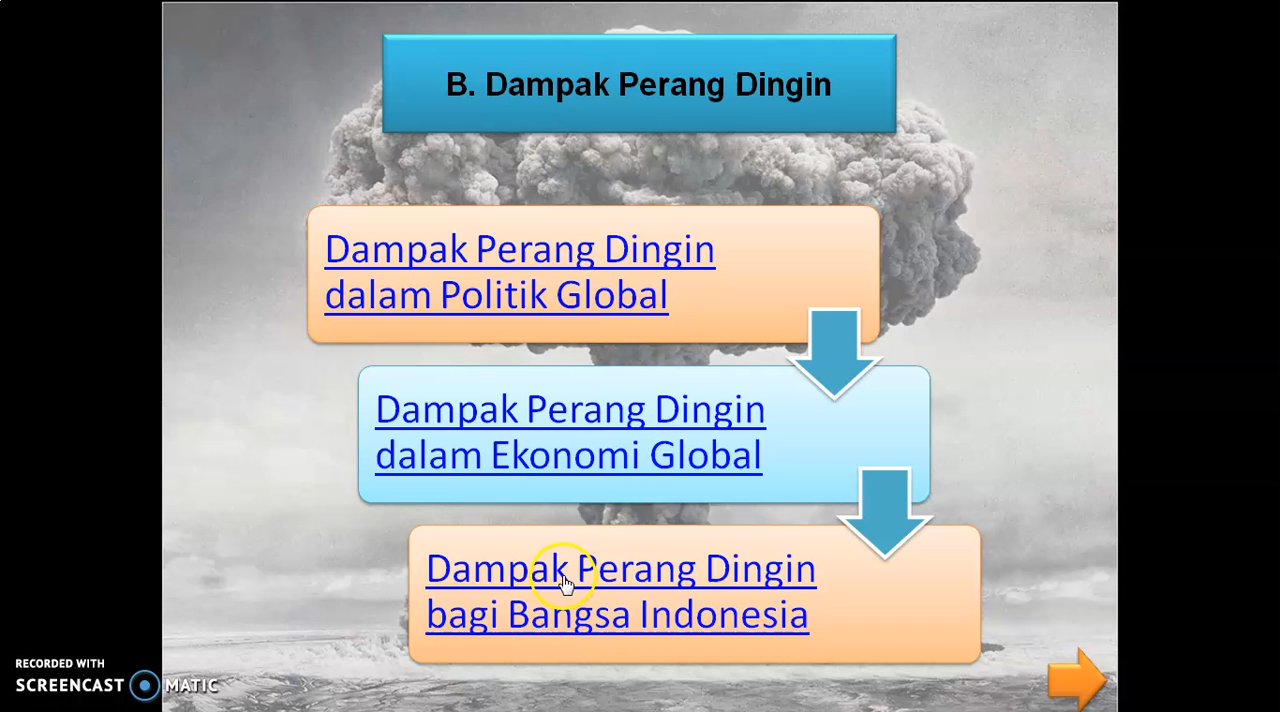 B. Dampak Perang Dingin
Dampak Perang Dingin
dalam Politik Global
Dampak Perang Dingin
dalam Ekonomi Global
Dampak Perang Dingin
bagi Bangsa Indonesia
RECORDED WITH
SCREENCAST MATIC